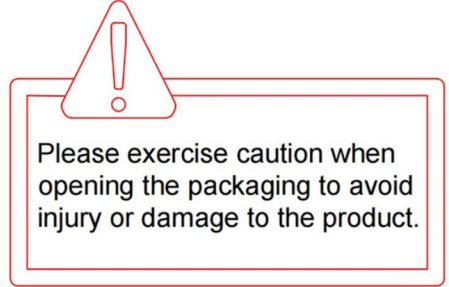 Please exercise caution when
opening the packaging to avoid
injury or damage to the product.